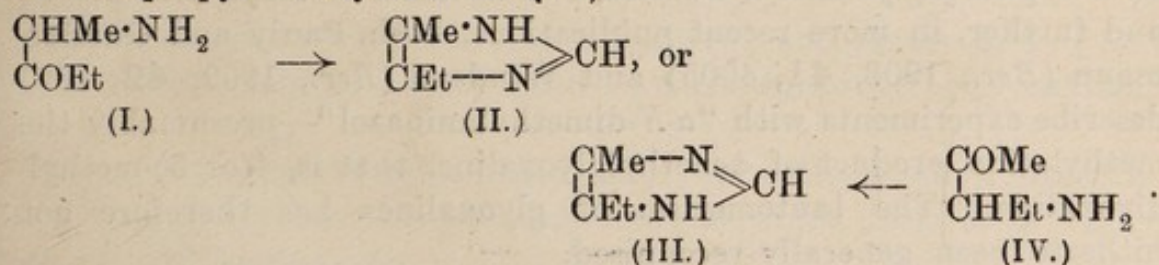 CHMe·NH₂ CMe·NH
⟶ >CH, or
COEt CEt—N
(I.) (II.)
CMe—N COMe
>CH ⟵
CEt·NH CHEt·NH₂ .
(III.) (IV.)